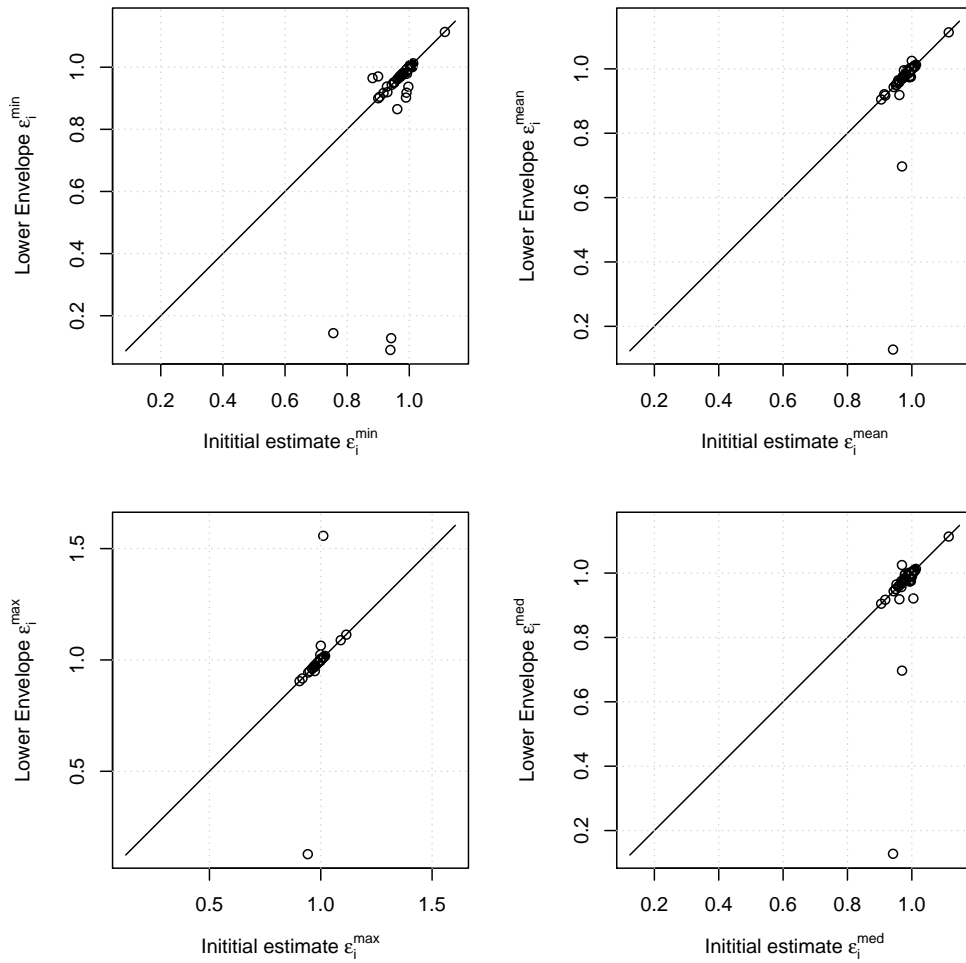 0.2 0.4 0.6 0.8 1.0
0.2 0.4 0.6 0.8 1.0
Inititial estimate ε_i^min
Lower Envelope ε_i^min
0.2 0.4 0.6 0.8 1.0
0.2 0.4 0.6 0.8 1.0
Inititial estimate ε_i^mean
Lower Envelope ε_i^mean
0.5 1.0 1.5
0.5 1.0 1.5
Inititial estimate ε_i^max
Lower Envelope ε_i^max
0.2 0.4 0.6 0.8 1.0
0.2 0.4 0.6 0.8 1.0
Inititial estimate ε_i^med
Lower Envelope ε_i^med